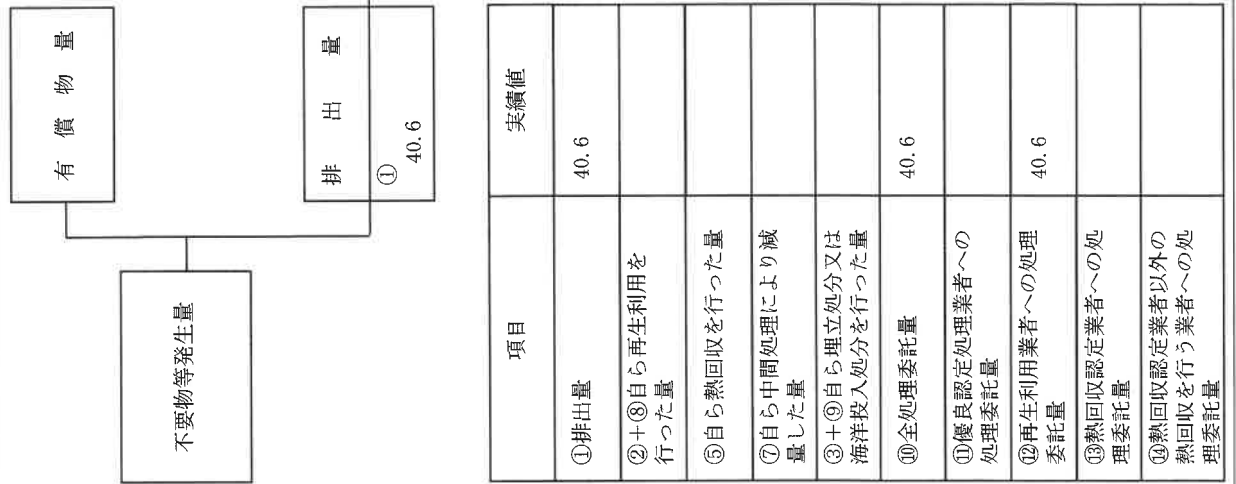 有償物量
不要物等発生量
排出量
①
40.6
項目
実績値
①排出量
40.6
②+⑧自ら再生利用を
行った量
⑤自ら熱回収を行った量
⑦自ら中間処理により減
量した量
③+⑨自ら埋立処分又は
海洋投入処分を行った量
⑩全処理委託量
40.6
⑪優良認定処理業者への
処理委託量
⑫再生利用業者への処理
委託量
40.6
⑬熱回収認定業者への処
理委託量
⑭熱回収認定業者以外の
熱回収を行う業者への処
理委託量